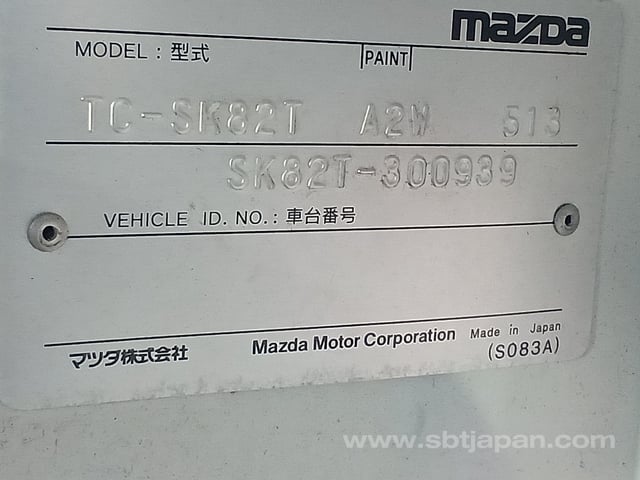 mazda
MODEL : 型式 PAINT
TC-SK82T A2W 513
SK82T-300939
VEHICLE ID. NO. : 車台番号
マツダ株式会社 Mazda Motor Corporation Made in Japan
(S083A)
www.sbtjapan.com